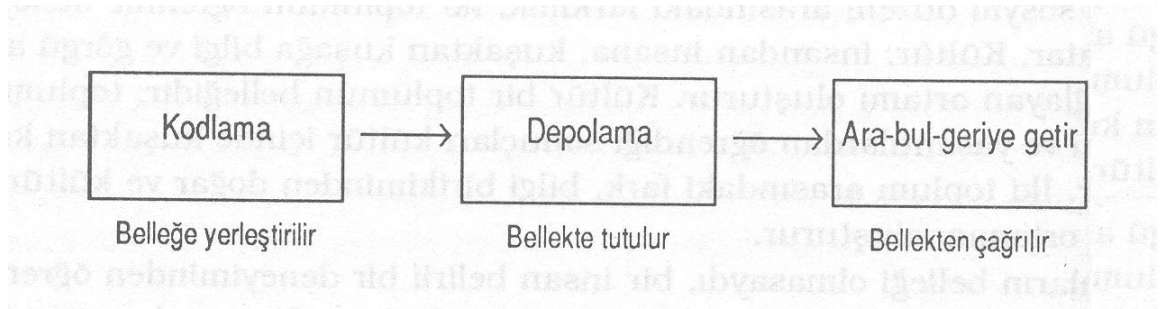 Kodlama
Depolama
Ara-bul-geriye getir
Belleğe yerleştirilir
Bellekte tutulur
Bellekten çağrılır